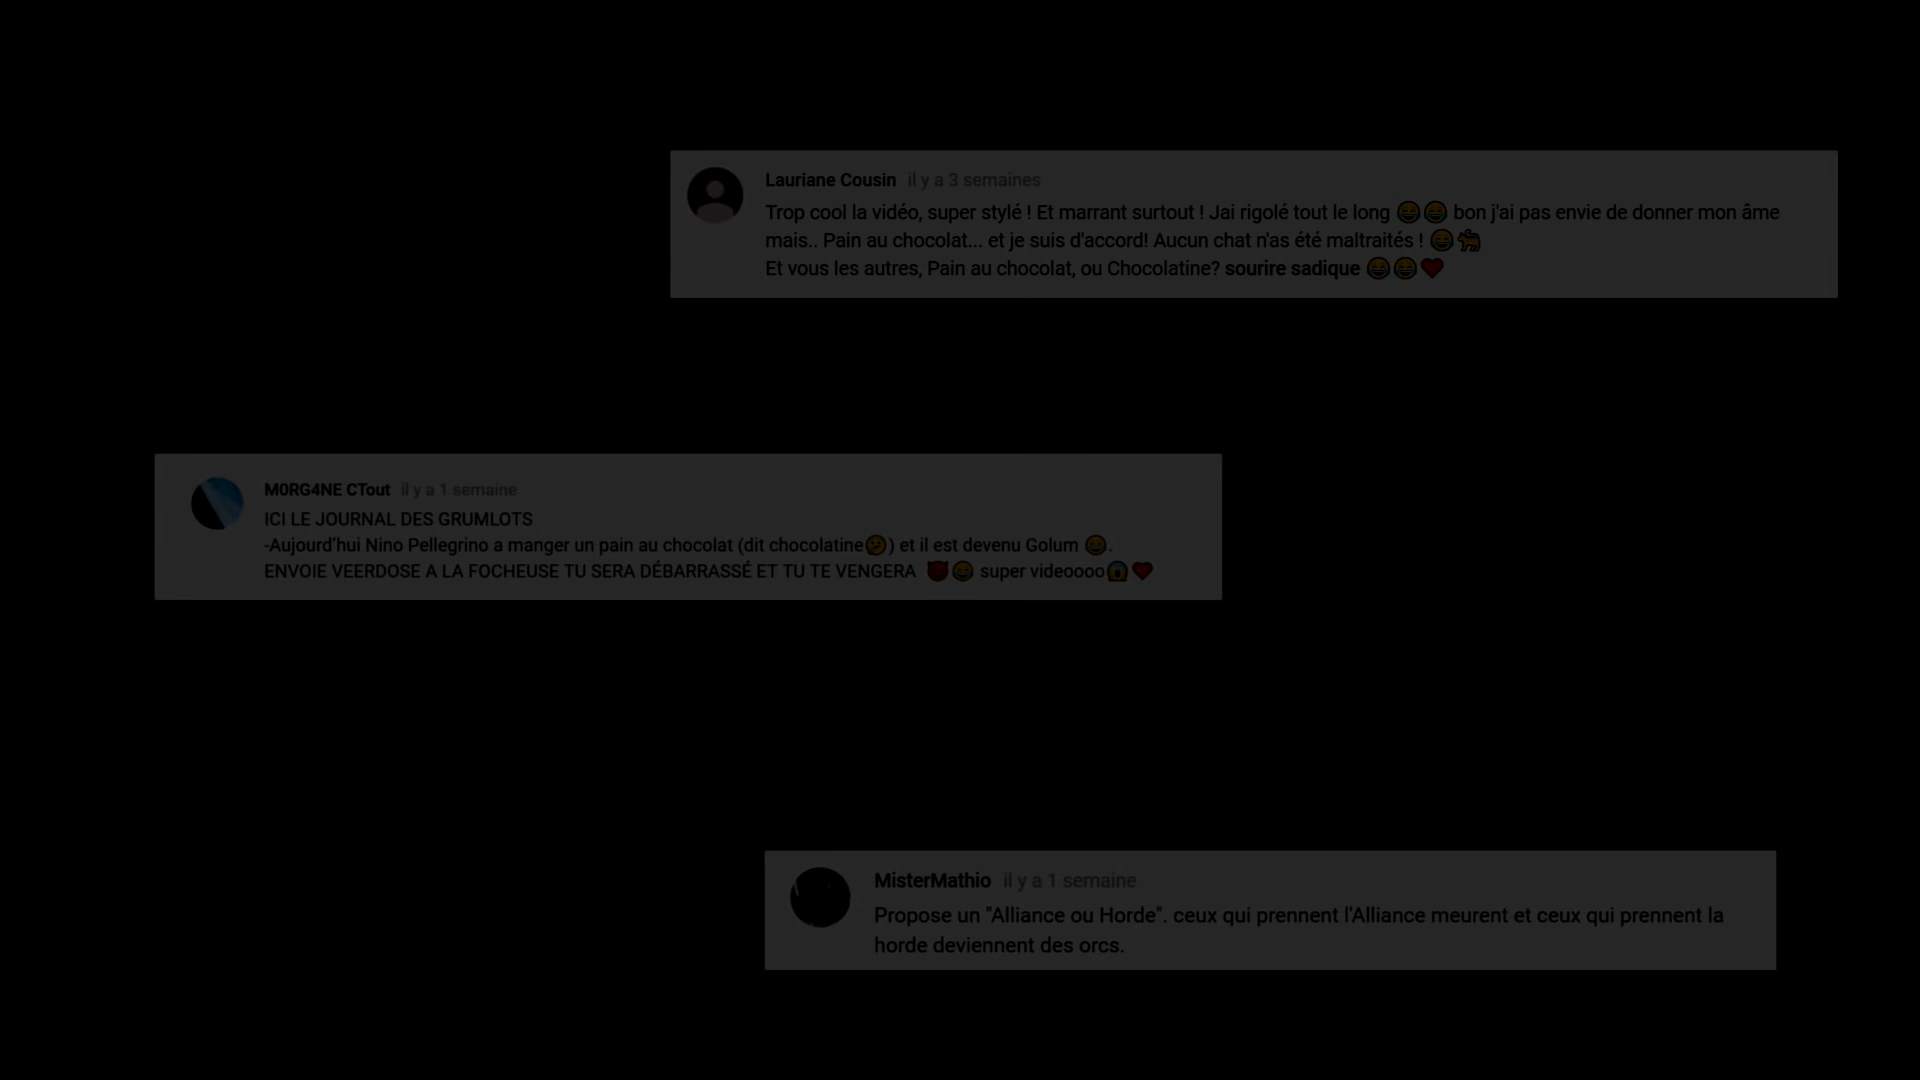 Lauriane Cousin il y a 3 semaines
Trop cool la vidéo, super stylé ! Et marrant surtout ! Jai rigolé tout le long 😂😂 bon j'ai pas envie de donner mon âme
mais.. Pain au chocolat... et je suis d'accord! Aucun chat n'as été maltraités ! 😂🐈
Et vous les autres, Pain au chocolat, ou Chocolatine? sourire sadique 😂😂❤
M0RG4NE CTout il y a 1 semaine
ICI LE JOURNAL DES GRUMLOTS
-Aujourd'hui Nino Pellegrino a manger un pain au chocolat (dit chocolatine🤔) et il est devenu Golum 😂.
ENVOIE VEERDOSE A LA FOCHEUSE TU SERA DÉBARRASSÉ ET TU TE VENGERA 😈😂 super videoooo😱❤
MisterMathio il y a 1 semaine
Propose un "Alliance ou Horde". ceux qui prennent l'Alliance meurent et ceux qui prennent la
horde deviennent des orcs.